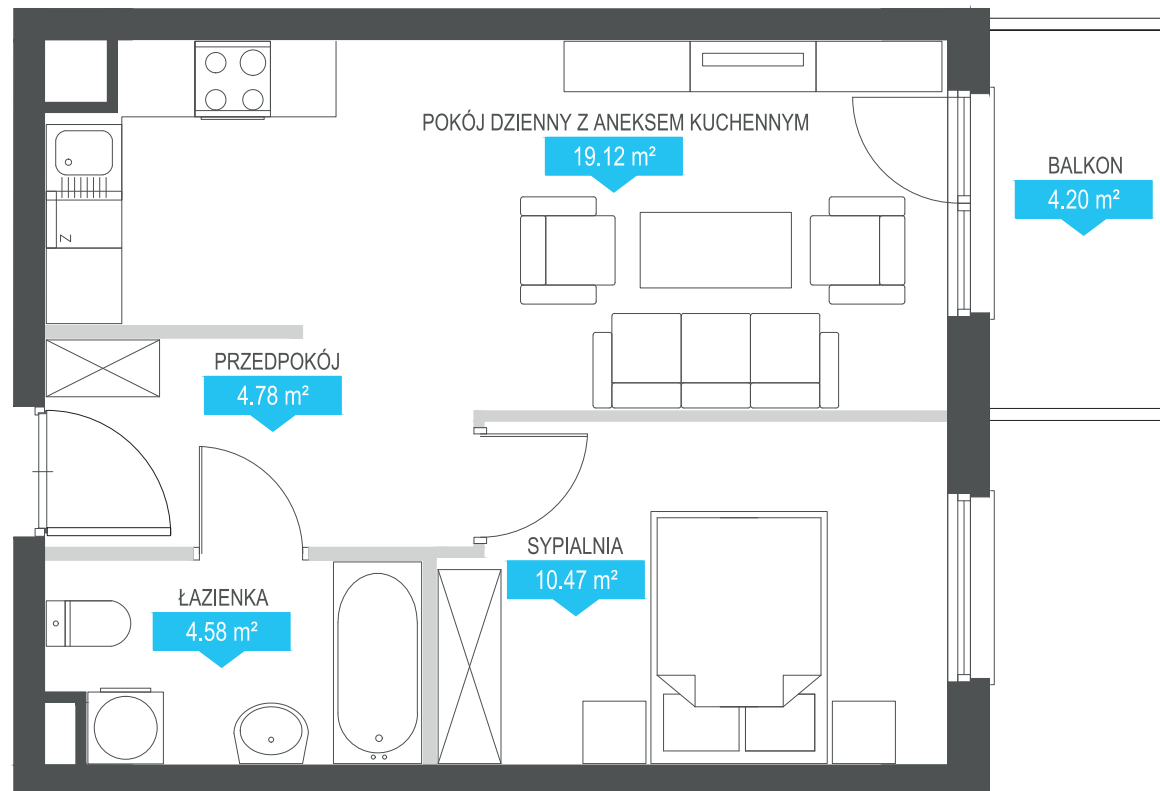 POKÓJ DZIENNY Z ANEKSEM KUCHENNYM
19.12 m²
BALKON
4.20 m²
Z
PRZEDPOKÓJ
4.78 m²
SYPIALNIA
10.47 m²
ŁAZIENKA
4.58 m²